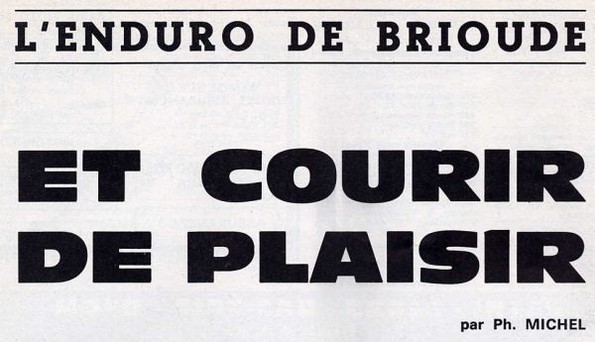 L'ENDURO DE BRIOUDE
ET COURIR
DE PLAISIR
par Ph. MICHEL